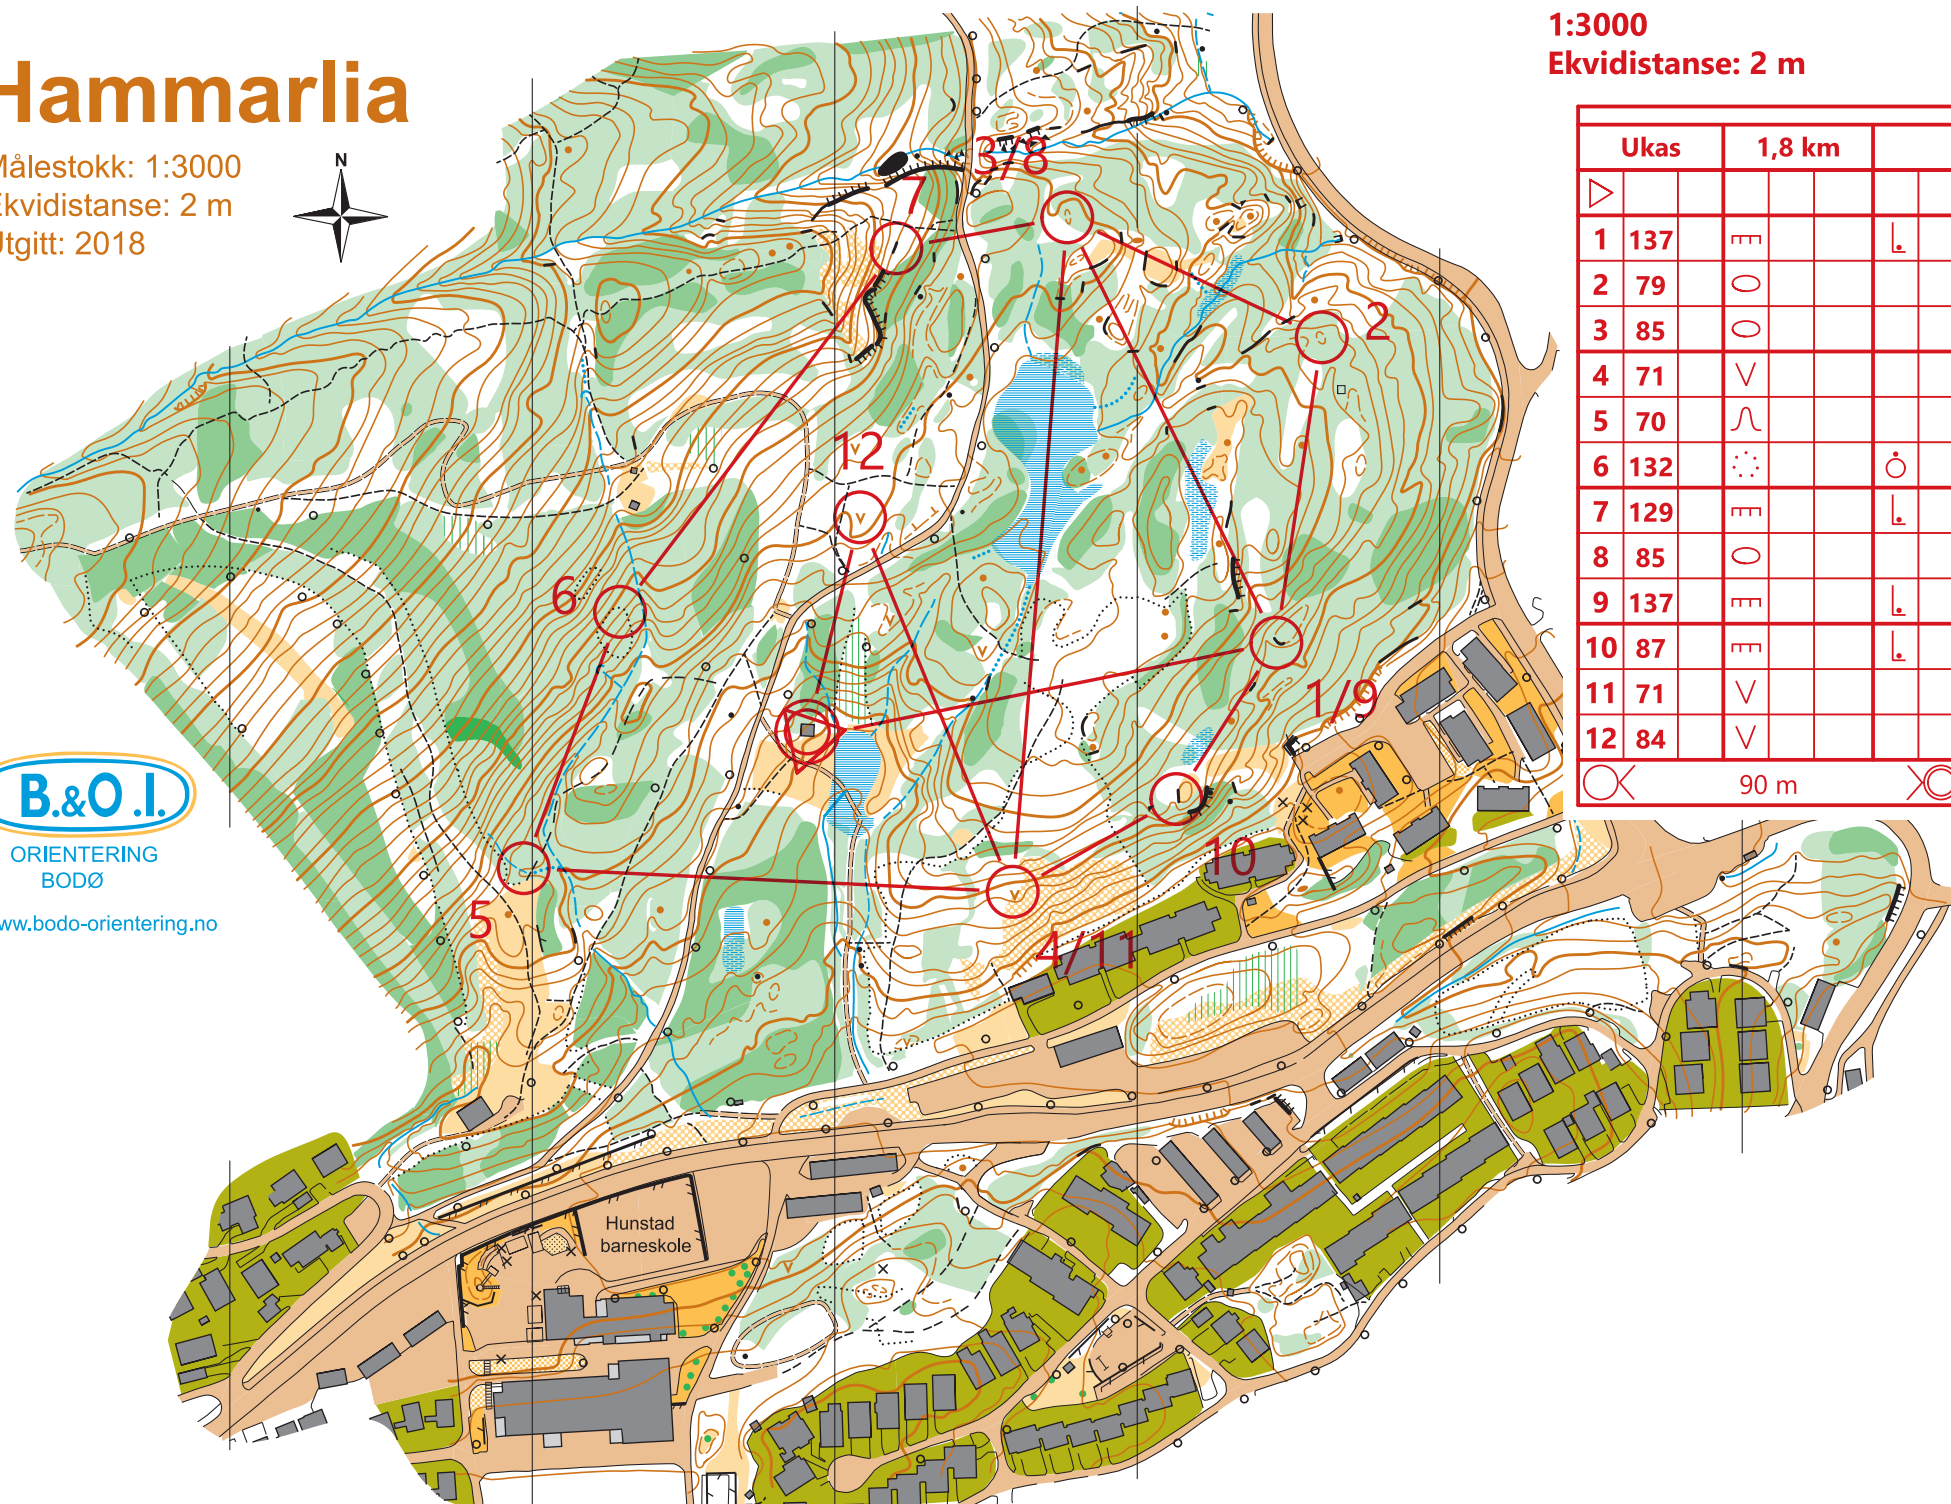 Hammarlia
Målestokk: 1:3000
Ekvidistanse: 2 m
Utgitt: 2018
N
1:3000
Ekvidistanse: 2 m
Ukas 1,8 km
1 137
2 79
3 85
4 71
5 70
6 132
7 129
8 85
9 137
10 87
11 71
12 84
90 m
3/8
7
2
12
6
1/9
10
5
4/11
B.&O.I.
ORIENTERING
BODØ
www.bodo-orientering.no
Hunstad
barneskole